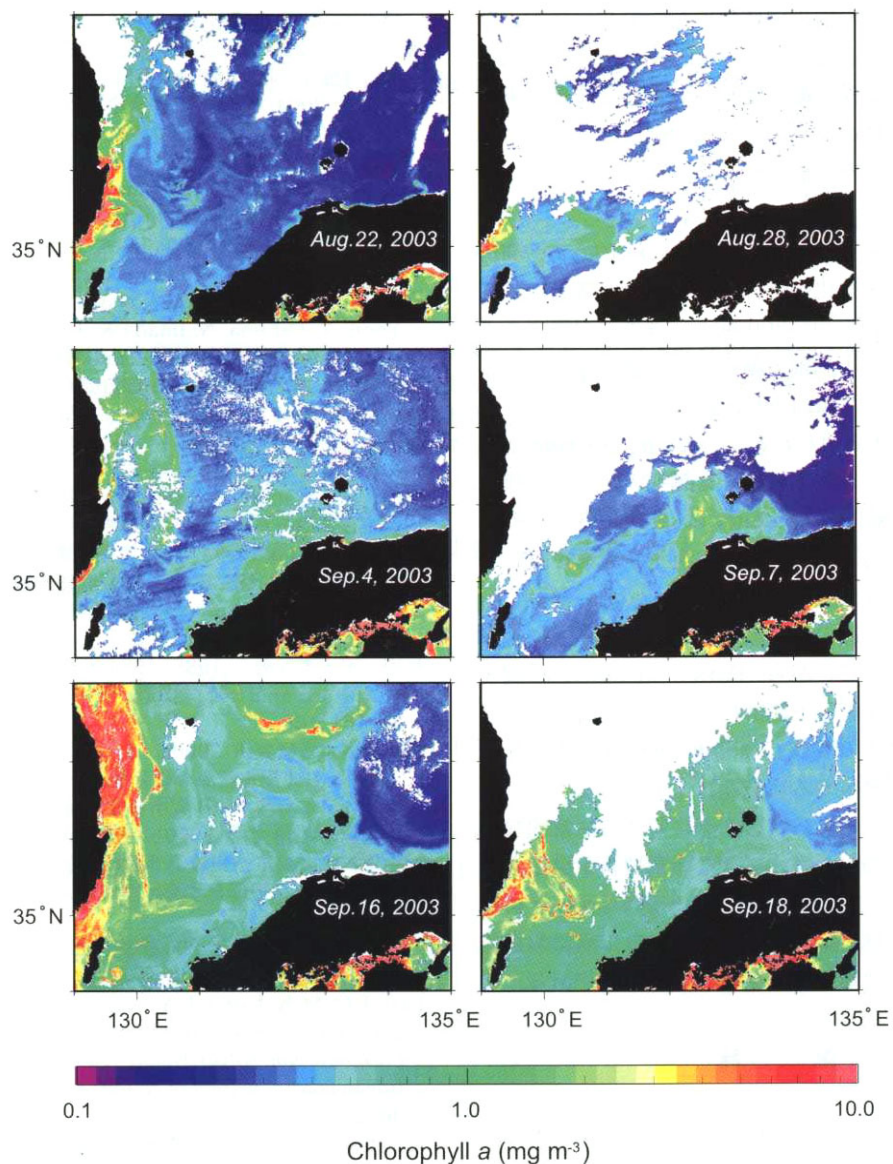 Aug.22, 2003
Aug.28, 2003
35°N
Sep.4, 2003
Sep.7, 2003
35°N
Sep.16, 2003
Sep.18, 2003
35°N
130°E
135°E
130°E
135°E
0.1
1.0
10.0
Chlorophyll a (mg m⁻³)